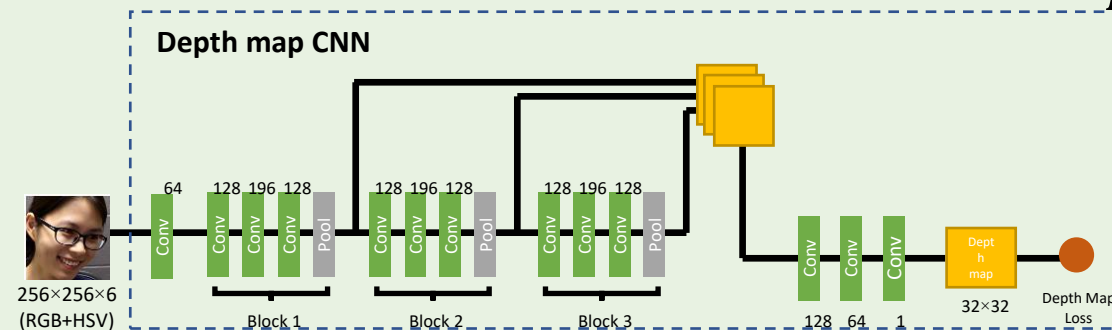 Depth map CNN
64
128 196 128
128 196 128
128 196 128
Conv
Conv
Conv
Conv
Pool
Conv
Conv
Conv
Pool
Conv
Conv
Conv
Pool
Conv
Conv
Conv
Dept
h
map
256×256×6
(RGB+HSV)
Block 1
Block 2
Block 3
128 64 1
32×32
Depth Map
Loss